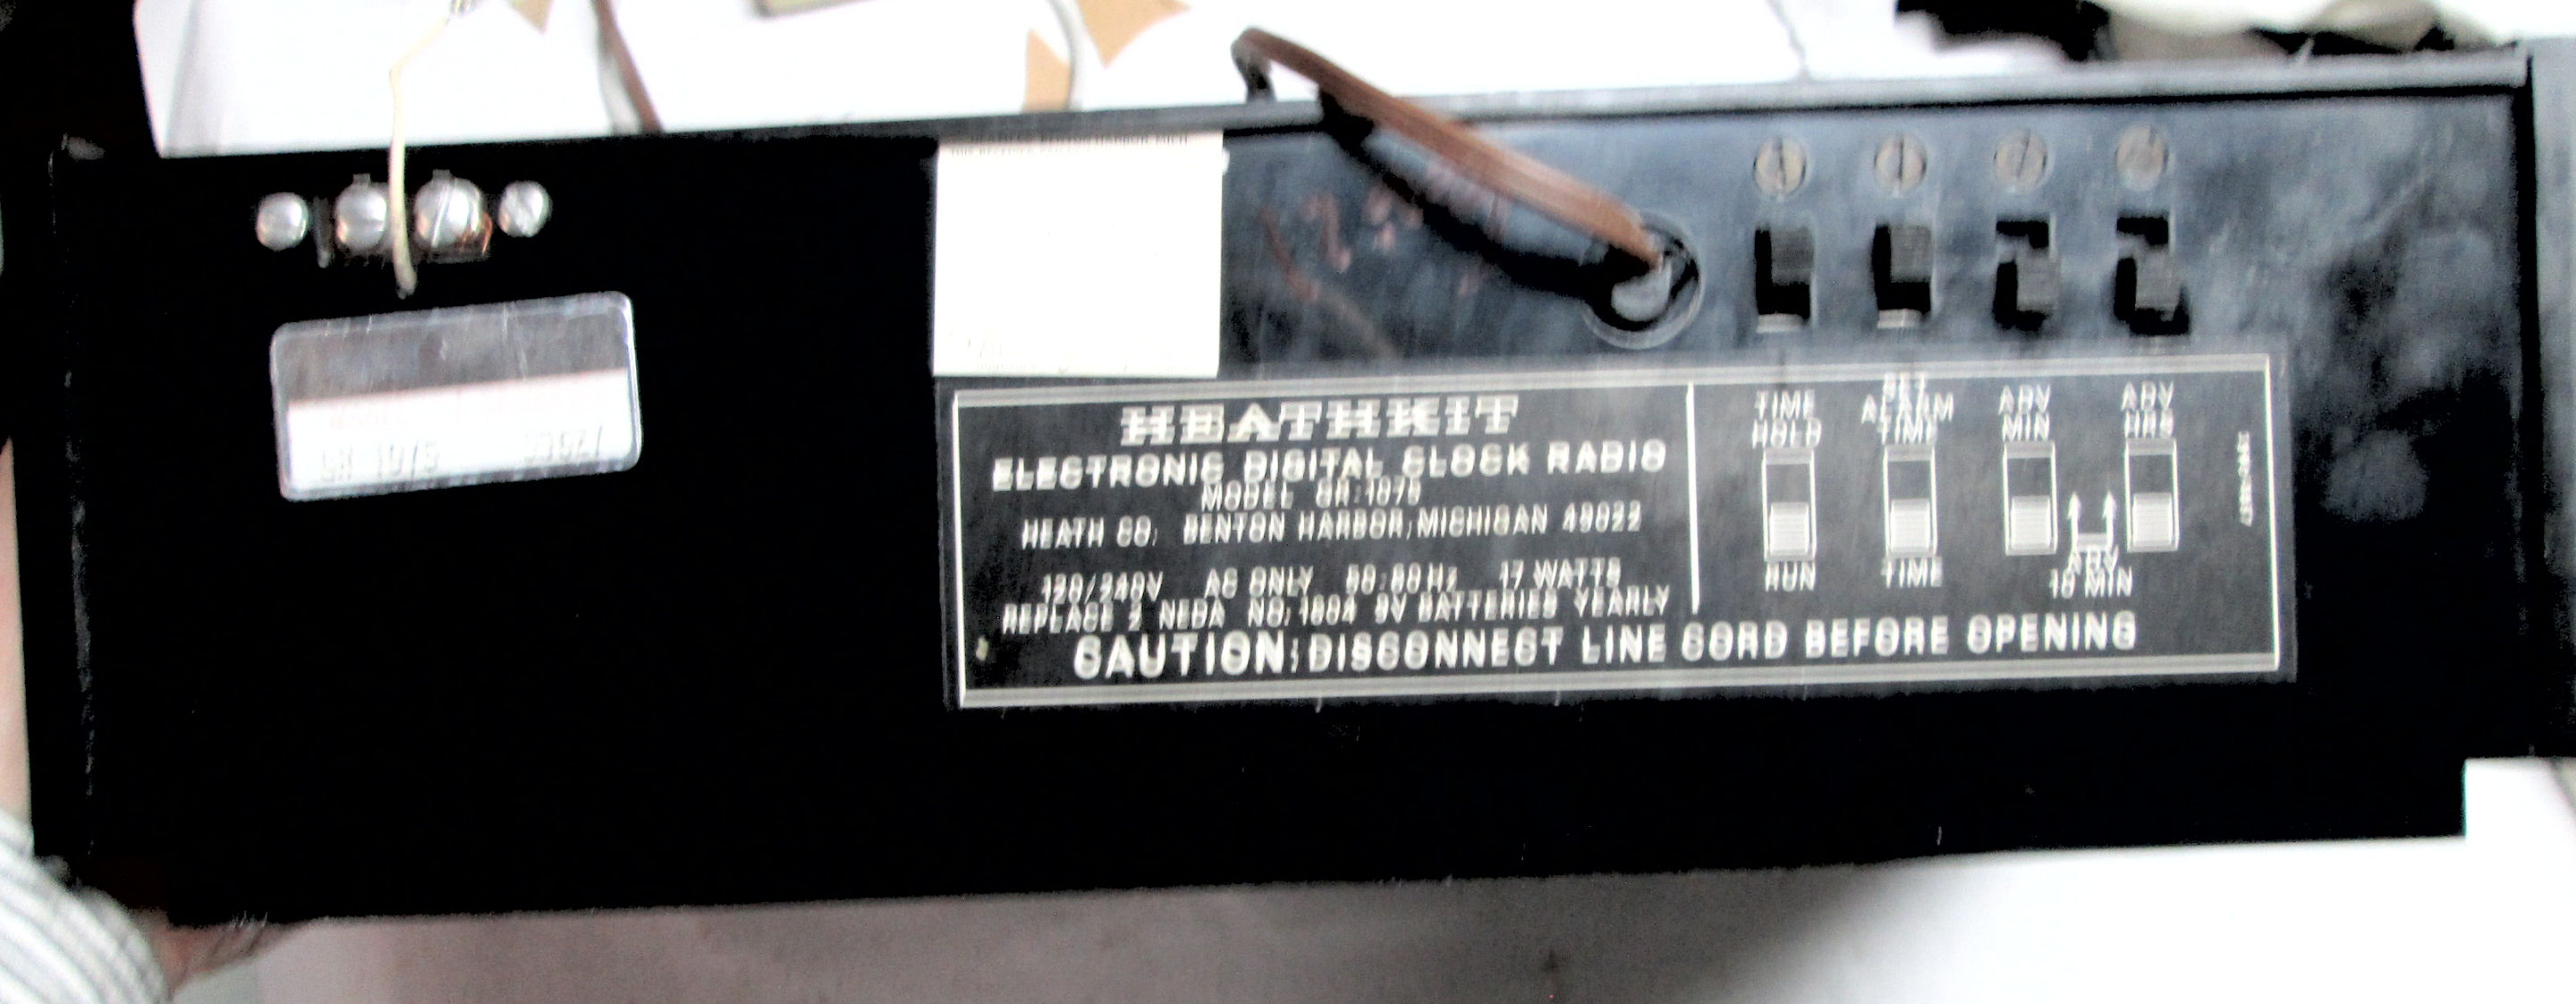 GR 1075
HEATHKIT
ELECTRONIC DIGITAL CLOCK RADIO
MODEL GR-1075
HEATH CO. BENTON HARBOR, MICHIGAN 49022
120/240V AC ONLY 50-60 Hz 17 WATTS
REPLACE 2 NEDA NO. 1604 9V BATTERIES YEARLY
CAUTION: DISCONNECT LINE CORD BEFORE OPENING
TIME HOLD
RUN
SET ALARM TIME
TIME
ADV MIN
ADV HRS
ADV
10 MIN